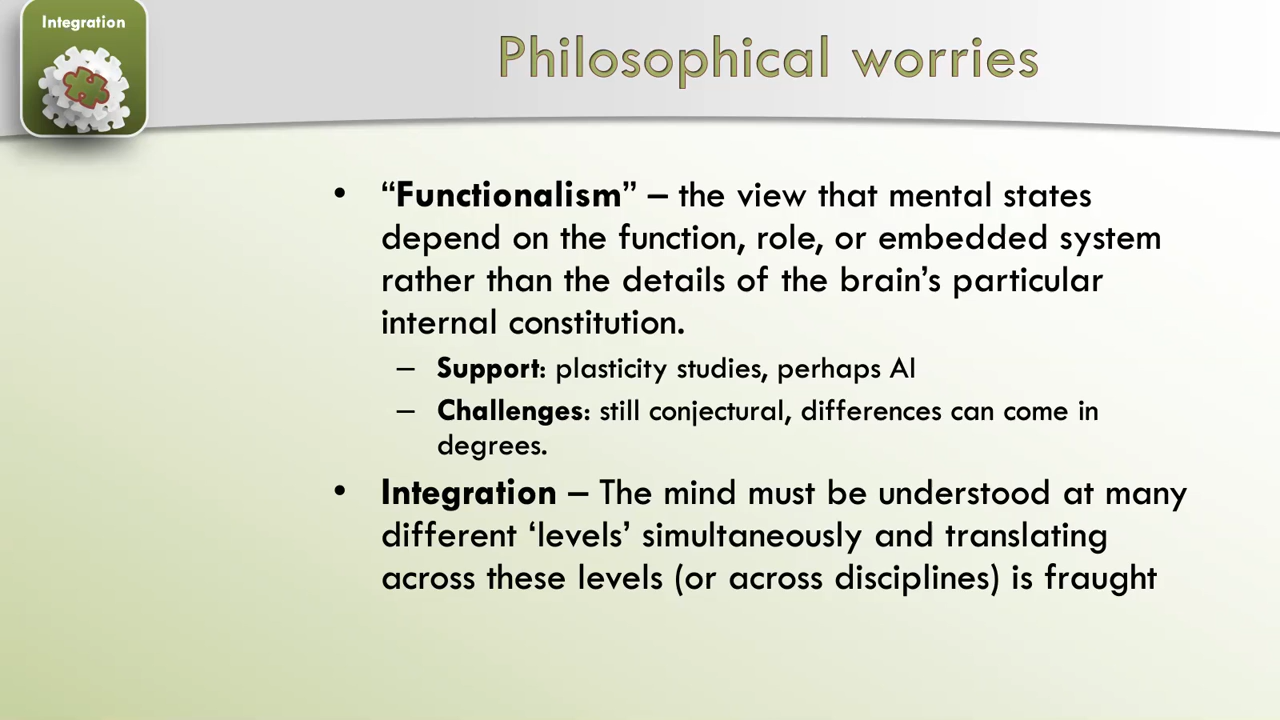 Integration
Philosophical worries
• “Functionalism” – the view that mental states
depend on the function, role, or embedded system
rather than the details of the brain’s particular
internal constitution.
– Support: plasticity studies, perhaps AI
– Challenges: still conjectural, differences can come in
degrees.
• Integration – The mind must be understood at many
different ‘levels’ simultaneously and translating
across these levels (or across disciplines) is fraught